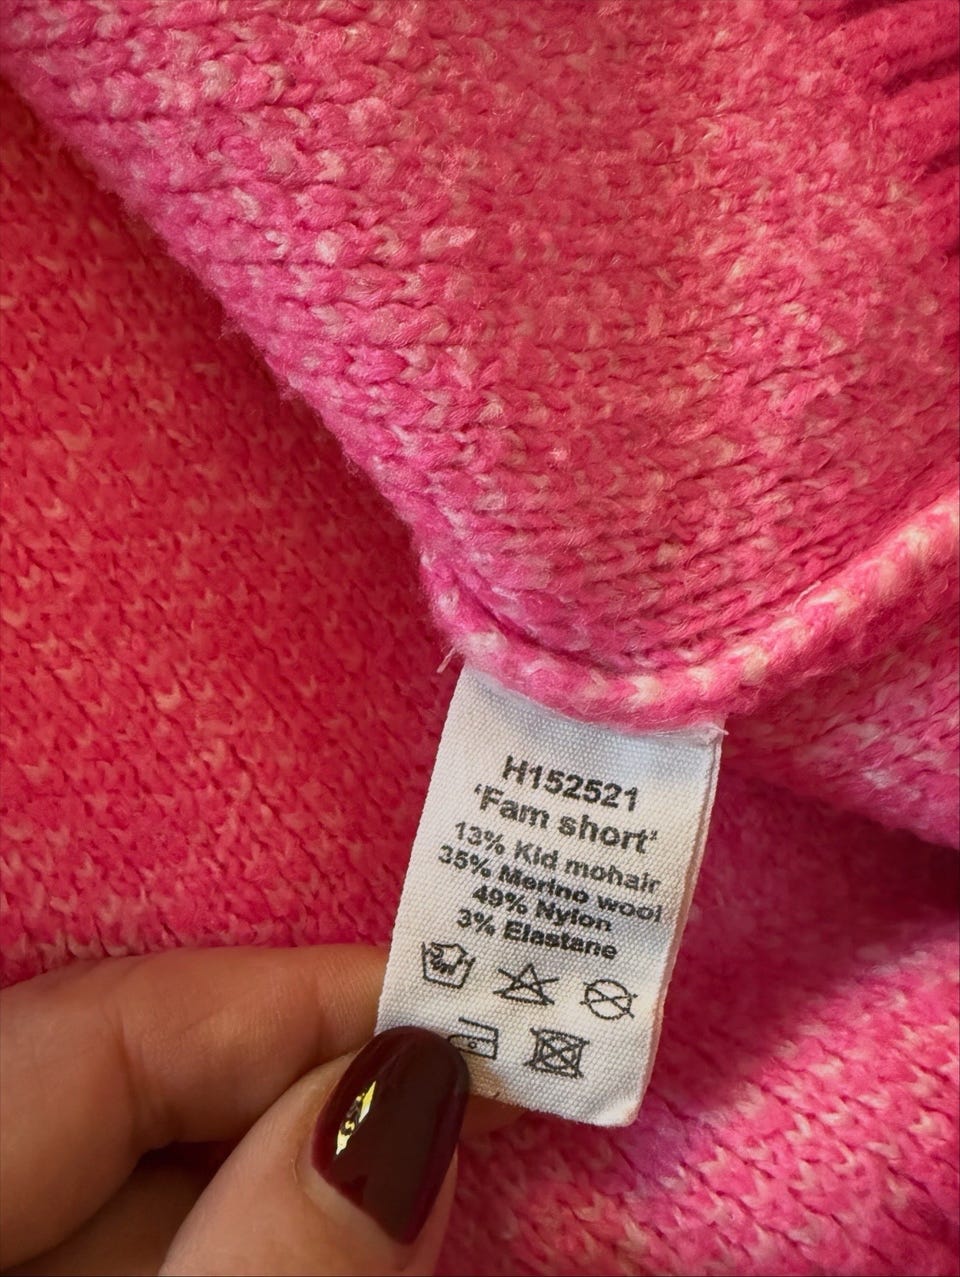 H152521
‘Fam short‘
13% Kid mohair
35% Merino wool
49% Nylon
3% Elastane